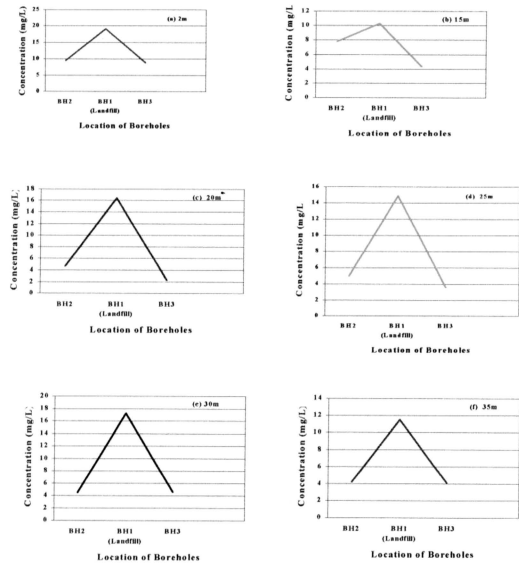 (a) 2m
Concentration (mg/L)
25
20
15
10
5
0
BH2 BH1 BH3
(Landfill)
Location of Boreholes
(b) 15m
Concentration (mg/L)
12
10
8
6
4
2
0
BH2 BH1 BH3
(Landfill)
Location of Boreholes
(c) 20m
Concentration (mg/L)
18
16
14
12
10
8
6
4
2
0
BH2 BH1 BH3
(Landfill)
Location of Boreholes
(d) 25m
Concentration (mg/L
16
14
12
10
8
6
4
2
0
BH2 BH1 BH3
(Landfill)
Location of Boreholes
(e) 30m
Concentration (mg/L)
20
18
16
14
12
10
8
6
4
2
0
BH2 BH1 BH3
(Landfill)
Location of Boreholes
(f) 35m
Concentration (mg/L)
14
12
10
8
6
4
2
0
BH2 BH1 BH3
(Landfill)
Location of Boreholes